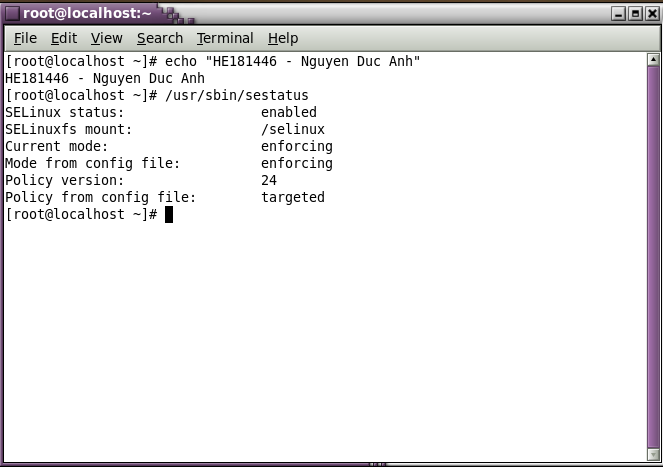 root@localhost:~
File Edit View Search Terminal Help
[root@localhost ~]# echo "HE181446 - Nguyen Duc Anh"
HE181446 - Nguyen Duc Anh
[root@localhost ~]# /usr/sbin/sestatus
SELinux status:                 enabled
SELinuxfs mount:                /selinux
Current mode:                   enforcing
Mode from config file:          enforcing
Policy version:                 24
Policy from config file:        targeted
[root@localhost ~]#